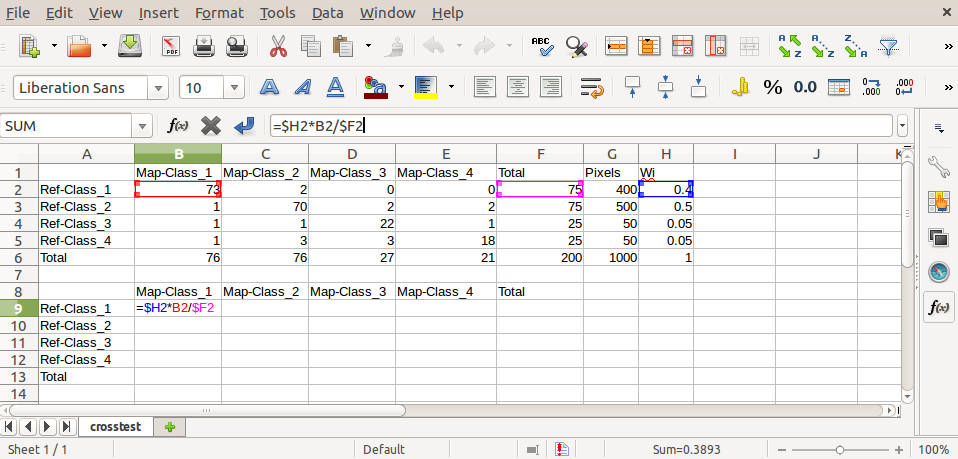 File Edit View Insert Format Tools Data Window Help
PDF ABC A Z A Z Z A
Liberation Sans 10 A A A A % 0.0 .000 .000
SUM f(x) =$H2*B2/$F2
A B C D E F G H I J K
1 Map-Class_1 Map-Class_2 Map-Class_3 Map-Class_4 Total Pixels Wi
2 Ref-Class_1 73 2 0 0 75 400 0.4
3 Ref-Class_2 1 70 2 2 75 500 0.5
4 Ref-Class_3 1 1 22 1 25 50 0.05
5 Ref-Class_4 1 3 3 18 25 50 0.05
6 Total 76 76 27 21 200 1000 1
7
8 Map-Class_1 Map-Class_2 Map-Class_3 Map-Class_4 Total
9 Ref-Class_1 =$H2*B2/$F2 f(x)
10 Ref-Class_2
11 Ref-Class_3
12 Ref-Class_4
13 Total
14
crosstest
Sheet 1 / 1 Default Sum=0.3893 100%